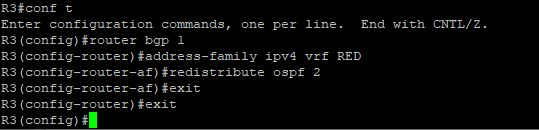 R3#conf t
Enter configuration commands, one per line.  End with CNTL/Z.
R3(config)#router bgp 1
R3(config-router)#address-family ipv4 vrf RED
R3(config-router-af)#redistribute ospf 2
R3(config-router-af)#exit
R3(config-router)#exit
R3(config)#